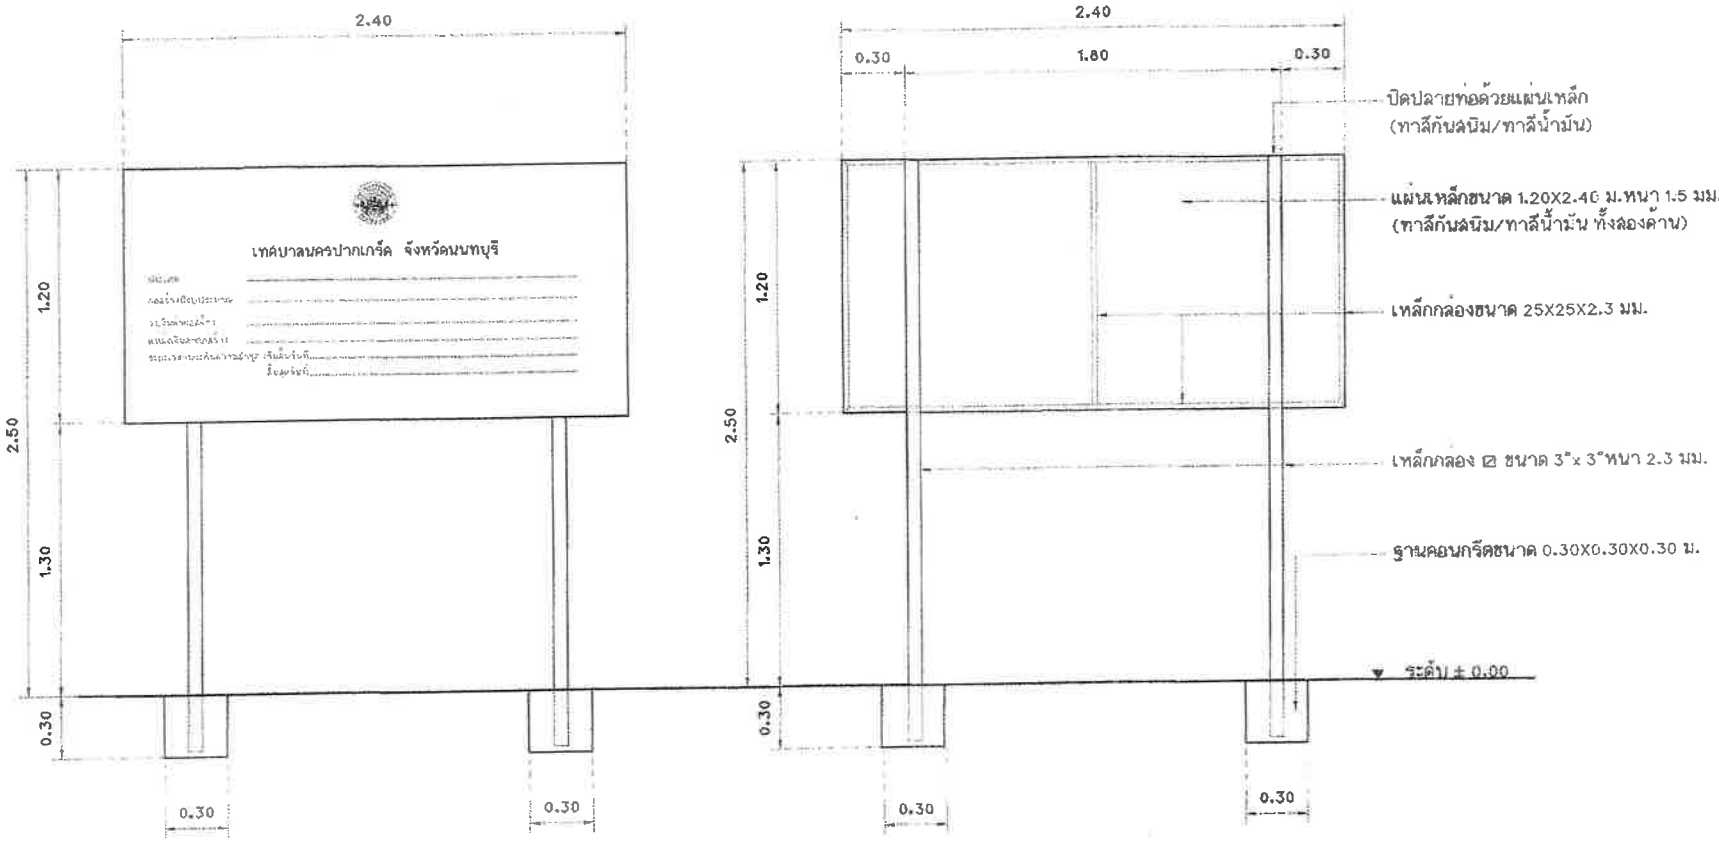 2.40
2.50
1.20
1.30
0.30
เทศบาลนครปากเกร็ด จังหวัดนนทบุรี
สิ้นสุดวันที่
0.30
0.30
2.40
0.30
1.80
0.30
2.50
1.20
1.30
0.30
ปิดปลายท่อด้วยแผ่นเหล็ก
(ทาสีกันสนิม/ทาสีน้ำมัน)
แผ่นเหล็กขนาด 1.20X2.40 ม.หนา 1.5 มม.
(ทาสีกันสนิม/ทาสีน้ำมัน ทั้งสองด้าน)
เหล็กกล่องขนาด 25X25X2.3 มม.
เหล็กกล่อง ขนาด 3"x 3"หนา 2.3 มม.
ฐานคอนกรีตขนาด 0.30X0.30X0.30 ม.
ระดับ ± 0.00
0.30
0.30